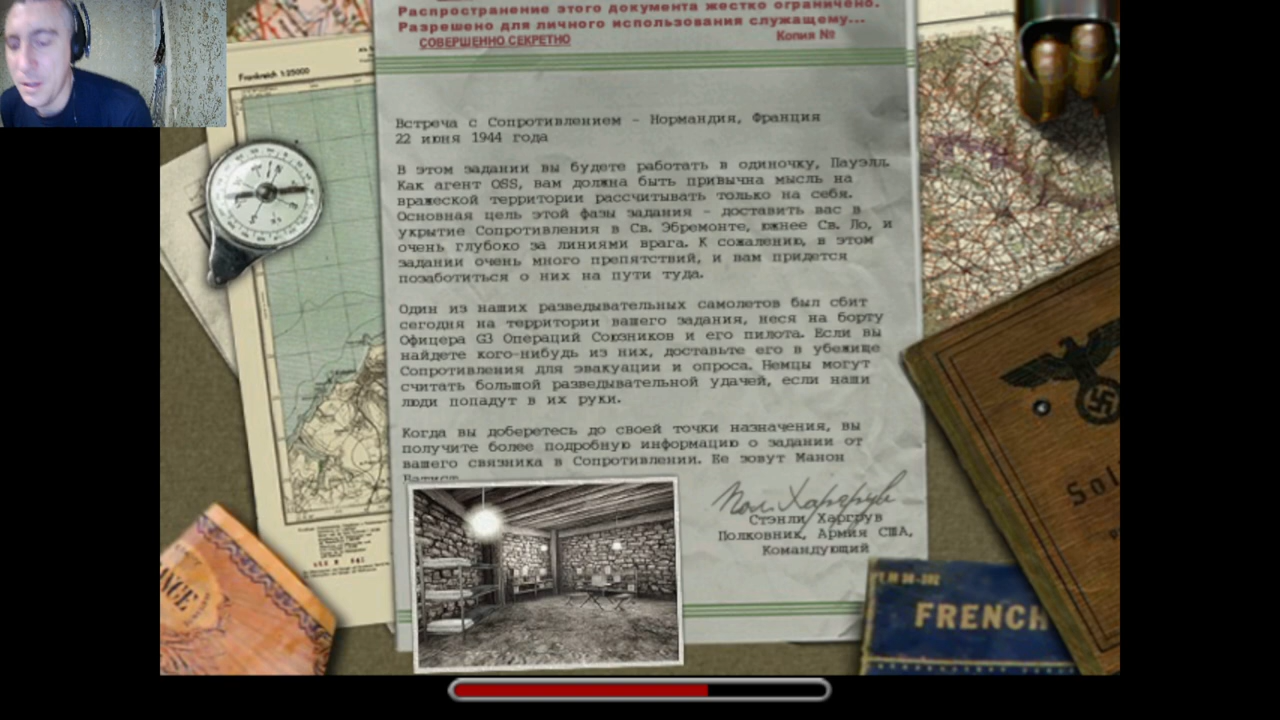 Распространение этого документа жестко ограничено.
Разрешено для личного использования служащему...
СОВЕРШЕННО СЕКРЕТНО
Копия №
Frankreich 1:25000
Встреча с Сопротивлением - Нормандия, Франция
22 июня 1944 года
В этом задании вы будете работать в одиночку, Пауэлл.
Как агент OSS, вам должна быть привычна мысль на
вражеской территории рассчитывать только на себя.
Основная цель этой фазы задания - доставить вас в
укрытие Сопротивления в Св. Эбремонте, южнее Св. Ло, и
очень глубоко за линиями врага. К сожалению, в этом
задании очень много препятствий, и вам придется
позаботиться о них на пути туда.
Один из наших разведывательных самолетов был сбит
сегодня на территории вашего задания, неся на борту
Офицера G3 Операций Союзников и его пилота. Если вы
найдете кого-нибудь из них, доставьте его в убежище
Сопротивления для эвакуации и опроса. Немцы могут
считать большой разведывательной удачей, если наши
люди попадут в их руки.
Когда вы доберетесь до своей точки назначения, вы
получите более подробную информацию о задании от
вашего связника в Сопротивлении. Ее зовут Манон
Пол. Харгрув
Стэнли Харгрув
Полковник, Армия США,
Командующий
FRENCH
Sol